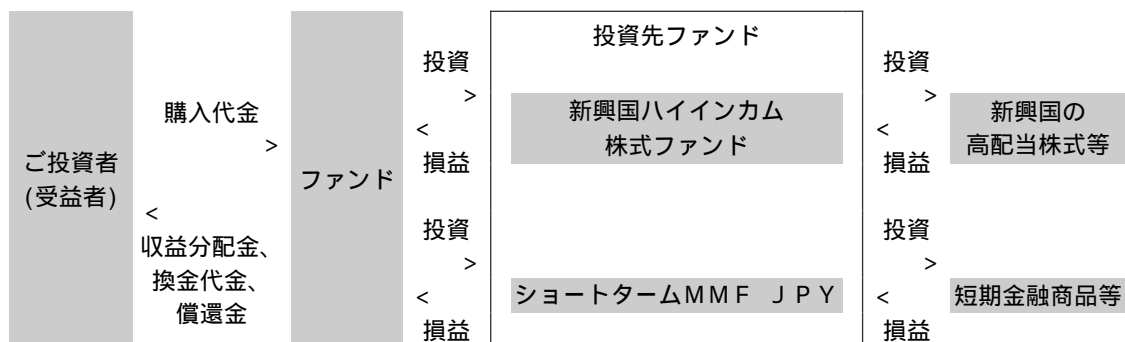 ご投資者
(受益者)
購入代金
>
<
収益分配金、
換金代金、
償還金
ファンド
投資
>
<
損益
投資
>
<
損益
投資先ファンド
新興国ハイインカム
株式ファンド
ショートタームＭＭＦ ＪＰＹ
投資
>
<
損益
投資
>
<
損益
新興国の
高配当株式等
短期金融商品等